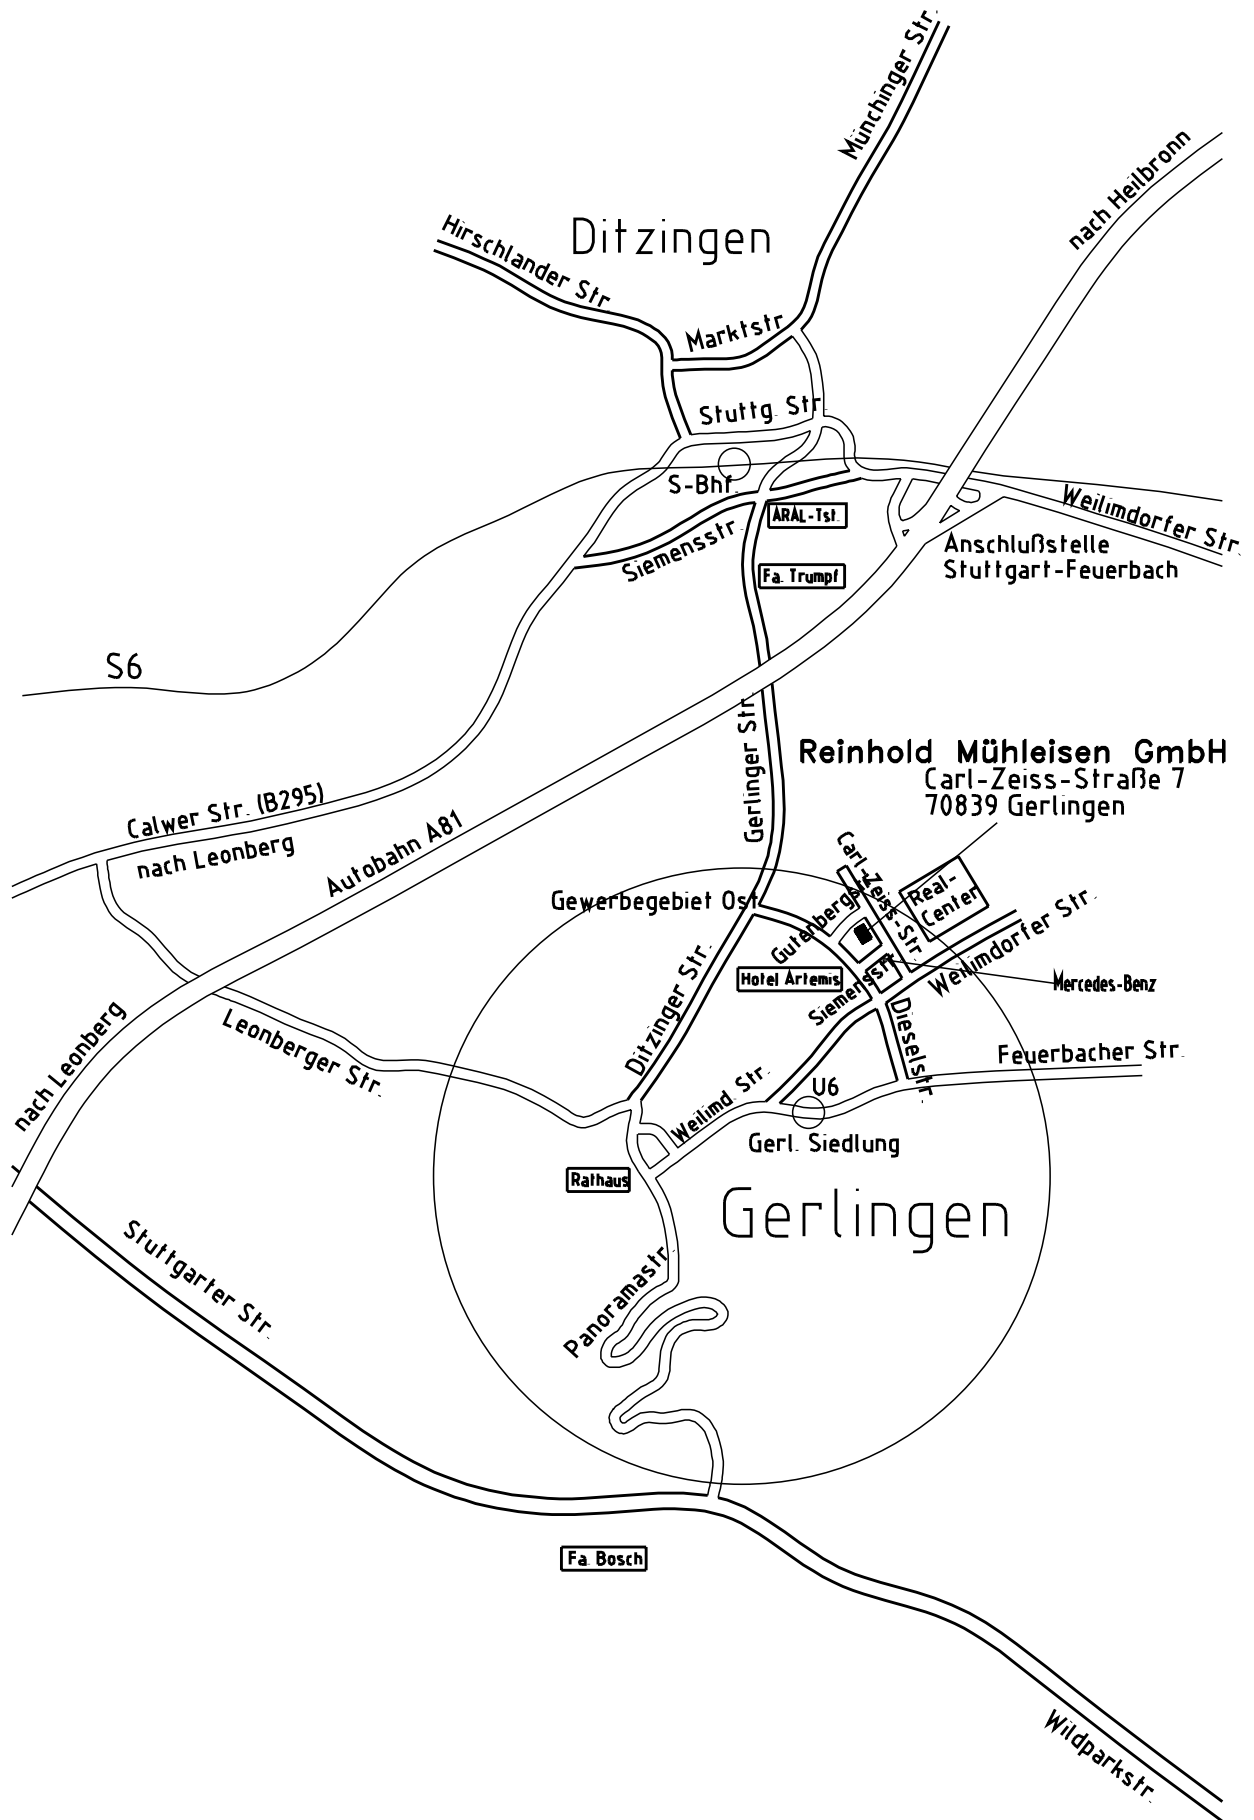 Münchinger Str.
nach Heilbronn
Hirschlander Str.
Ditzingen
Marktstr.
Stuttg. Str.
S-Bhf.
Weilimdorfer Str.
ARAL-Tst.
Siemensstr.
Anschlußstelle
Stuttgart-Feuerbach
Fa. Trumpf
S6
Gerlinger Str.
Reinhold Mühleisen GmbH
Carl-Zeiss-Straße 7
70839 Gerlingen
Calwer Str. (B295)
nach Leonberg
Autobahn A81
Carl-Zeiss-Str.
Real-
Center
Gewerbegebiet Ost
Gutenbergstr.
Weilimdorfer Str.
Hotel Artemis
Mercedes-Benz
Siemensstr.
Ditzinger Str.
Dieselstr.
nach Leonberg
Leonberger Str.
Feuerbacher Str.
U6
Weilimd. Str.
Gerl. Siedlung
Rathaus
Gerlingen
Stuttgarter Str.
Panoramastr.
Fa. Bosch
Wildparkstr.